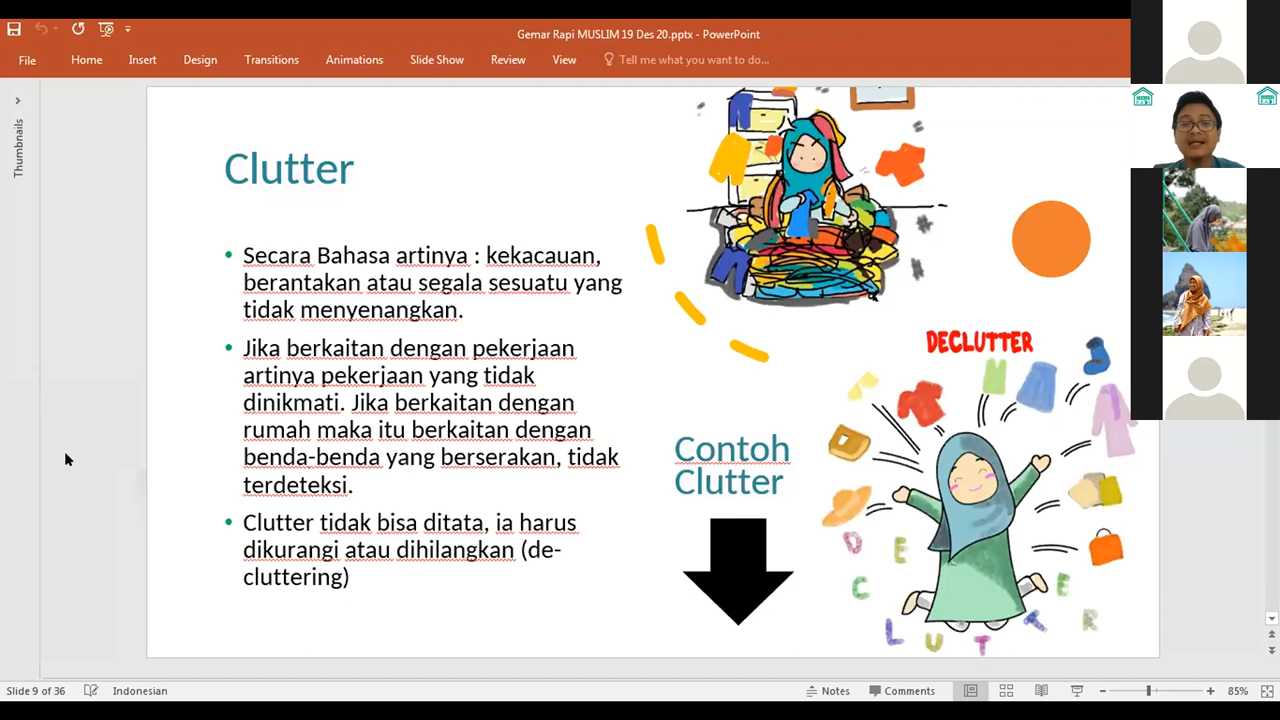 Gemar Rapi MUSLIM 19 Des 20.pptx - PowerPoint
File Home Insert Design Transitions Animations Slide Show Review View Tell me what you want to do...
Thumbnails
Clutter
• Secara Bahasa artinya : kekacauan,
berantakan atau segala sesuatu yang
tidak menyenangkan.
• Jika berkaitan dengan pekerjaan
artinya pekerjaan yang tidak
dinikmati. Jika berkaitan dengan
rumah maka itu berkaitan dengan
benda-benda yang berserakan, tidak
terdeteksi.
• Clutter tidak bisa ditata, ia harus
dikurangi atau dihilangkan (de-
cluttering)
Contoh
Clutter
DECLUTTER
DECLUTTER
Slide 9 of 36 Indonesian Notes Comments 85%